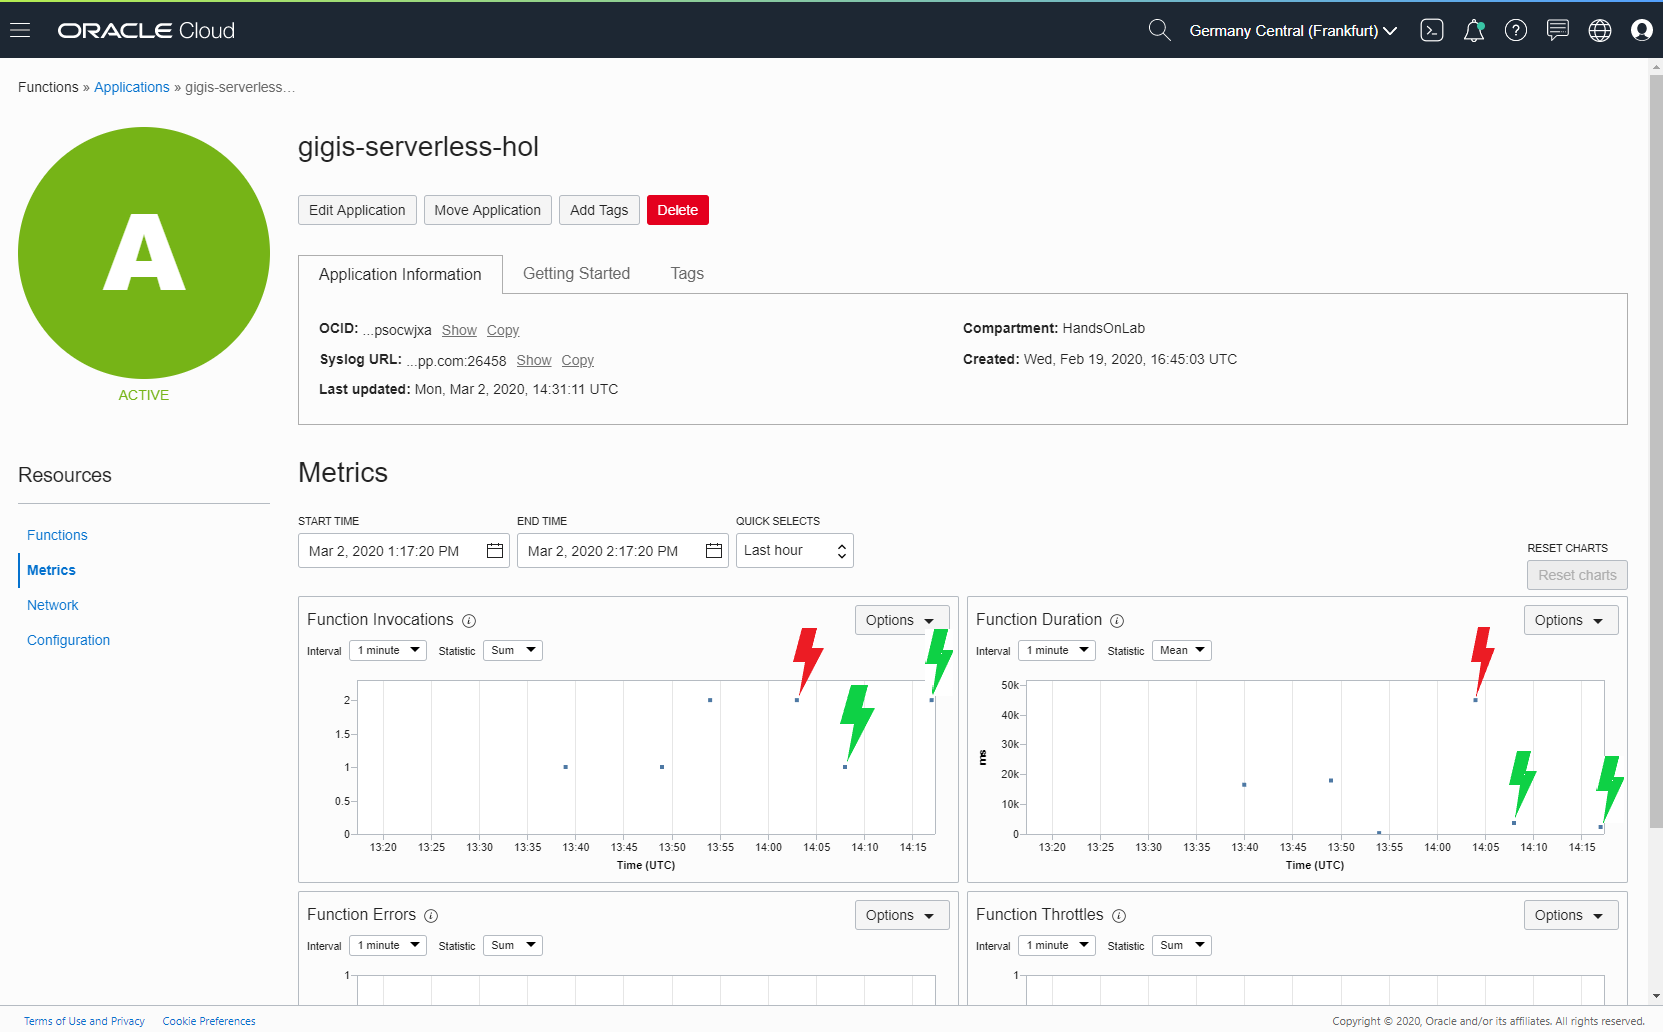 ORACLE Cloud
Germany Central (Frankfurt)
Functions » Applications » gigis-serverless...
A
ACTIVE
gigis-serverless-hol
Edit Application Move Application Add Tags Delete
Application Information Getting Started Tags
OCID: ...psocwjxa Show Copy
Syslog URL: ...pp.com:26458 Show Copy
Last updated: Mon, Mar 2, 2020, 14:31:11 UTC
Compartment: HandsOnLab
Created: Wed, Feb 19, 2020, 16:45:03 UTC
Resources
Functions
Metrics
Network
Configuration
Metrics
START TIME END TIME QUICK SELECTS
Mar 2, 2020 1:17:20 PM Mar 2, 2020 2:17:20 PM Last hour
RESET CHARTS
Reset charts
Function Invocations i Options
Interval 1 minute Statistic Sum
2
1.5
1
0.5
0
13:20 13:25 13:30 13:35 13:40 13:45 13:50 13:55 14:00 14:05 14:10 14:15
Time (UTC)
Function Duration i Options
Interval 1 minute Statistic Mean
50k
40k
30k
20k
10k
0
ms
13:20 13:25 13:30 13:35 13:40 13:45 13:50 13:55 14:00 14:05 14:10 14:15
Time (UTC)
Function Errors i Options
Interval 1 minute Statistic Sum
1
Function Throttles i Options
Interval 1 minute Statistic Sum
1
Terms of Use and Privacy Cookie Preferences
Copyright © 2020, Oracle and/or its affiliates. All rights reserved.